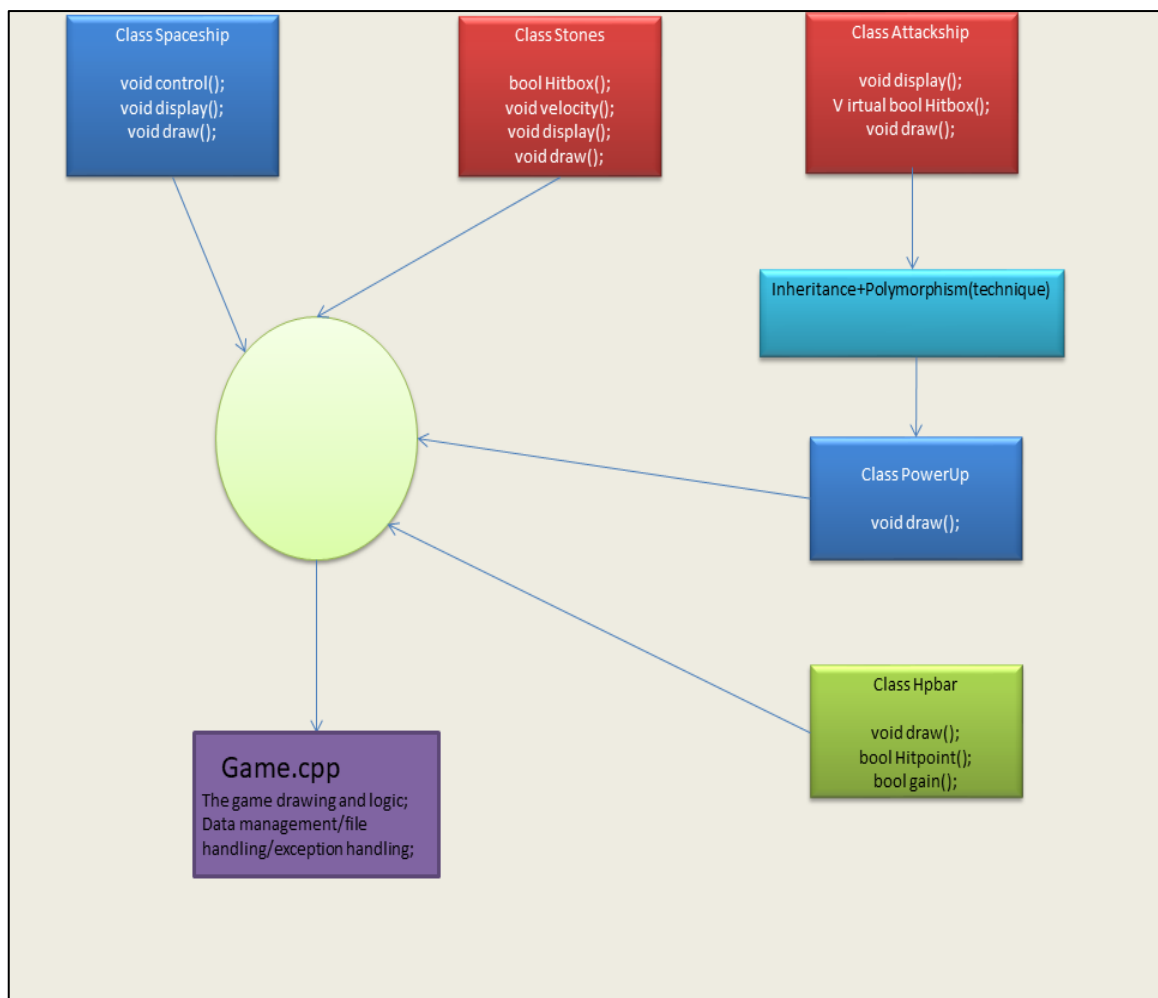 Class Spaceship
void control();
void display();
void draw();
Class Stones
bool Hitbox();
void velocity();
void display();
void draw();
Class Attackship
void display();
V irtual bool Hitbox();
void draw();
Inheritance+Polymorphism(technique)
Class PowerUp
void draw();
Class Hpbar
void draw();
bool Hitpoint();
bool gain();
Game.cpp
The game drawing and logic;
Data management/file
handling/exception handling;